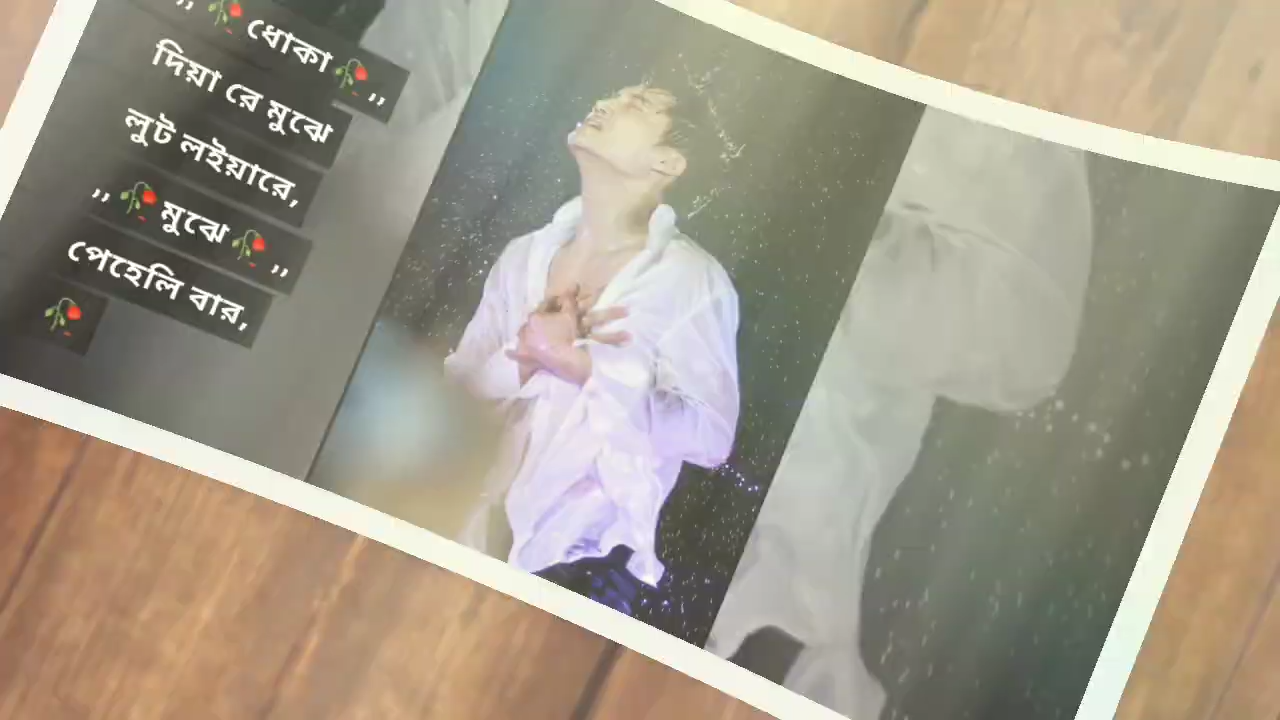 ,, 🥀 ধোকা 🥀 ,,
দিয়া রে মুঝে
লুট লইয়ারে,
,, 🥀 মুঝে 🥀 ,,
পেহেলি বার,
🥀